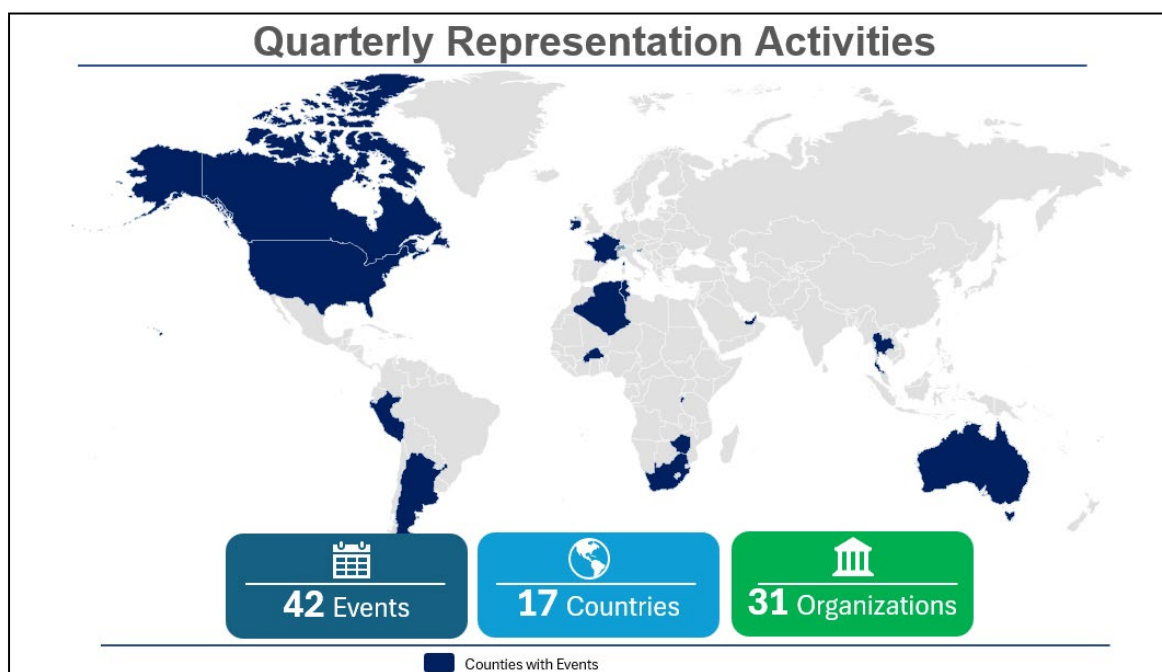 Quarterly Representation Activities
42 Events
17 Countries
31 Organizations
Counties with Events